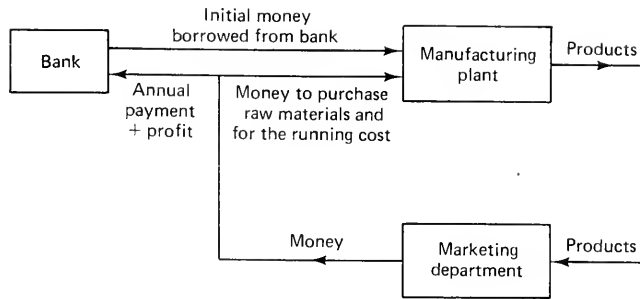 Initial money
borrowed from bank
Bank
Manufacturing
plant
Products
Annual
payment
+ profit
Money to purchase
raw materials and
for the running cost
Money
Marketing
department
Products